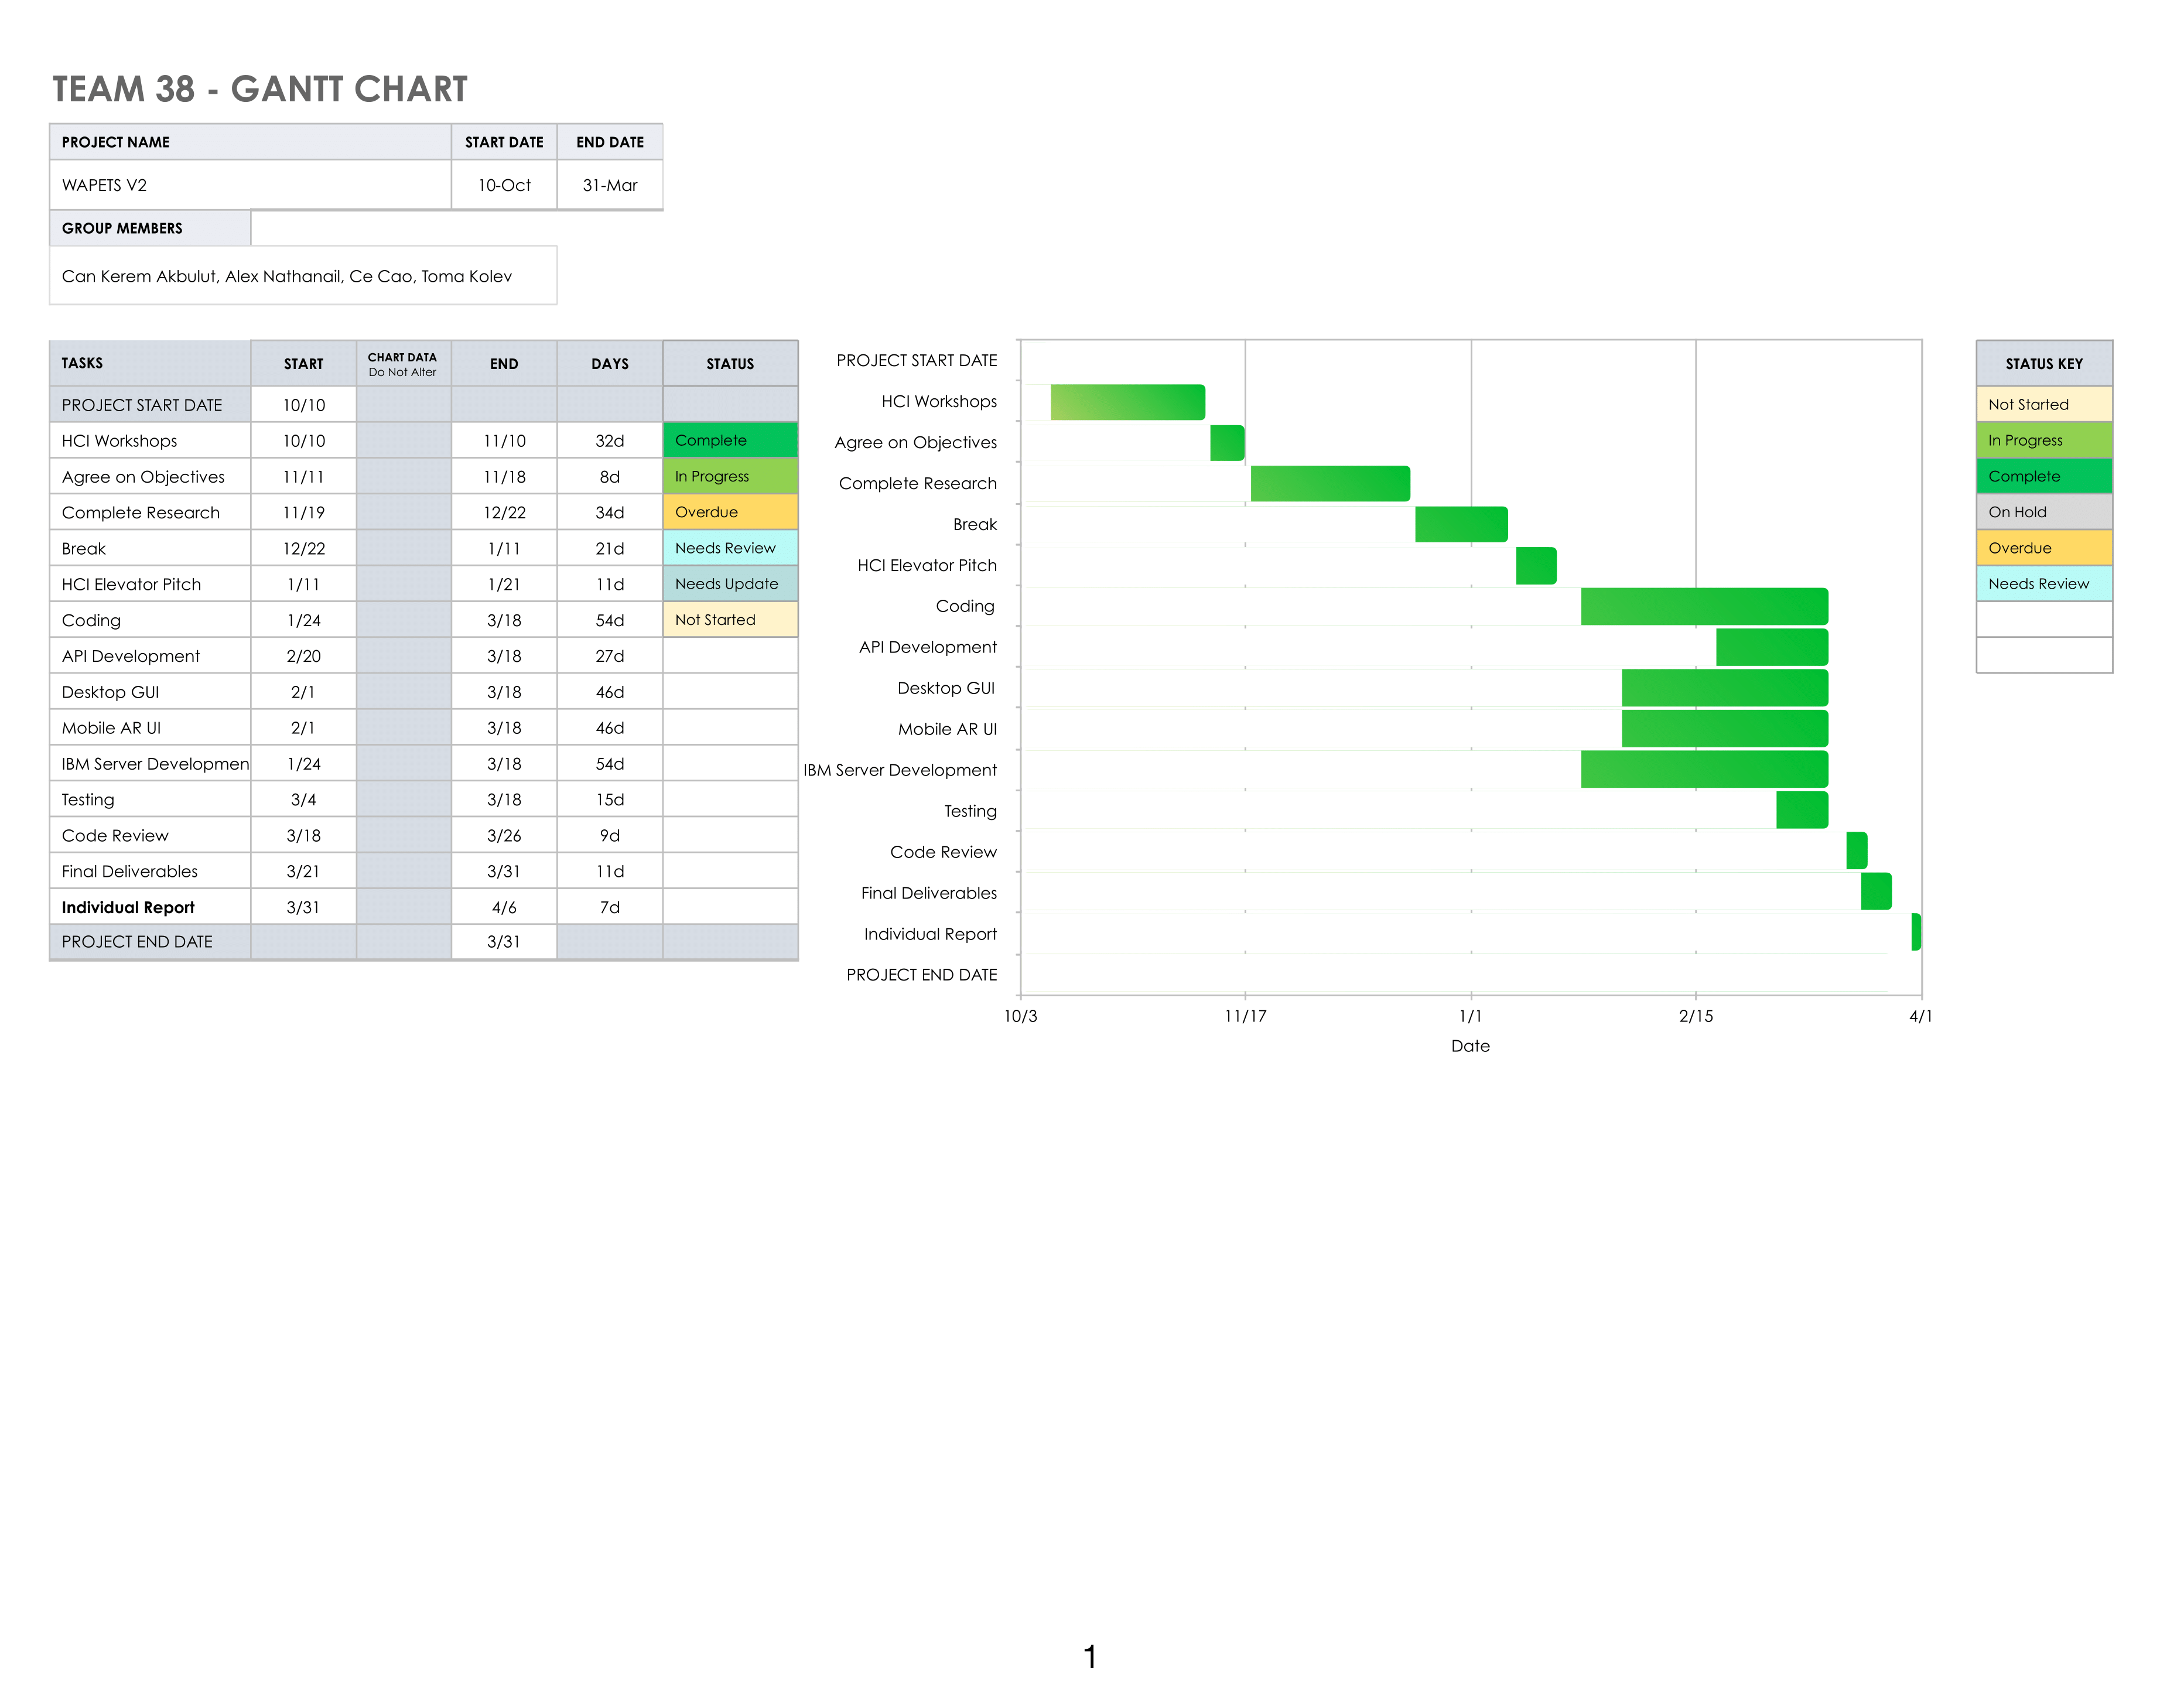 TEAM 38 - GANTT CHART
PROJECT NAME START DATE END DATE
WAPETS V2 10-Oct 31-Mar
GROUP MEMBERS
Can Kerem Akbulut, Alex Nathanail, Ce Cao, Toma Kolev
TASKS START CHART DATA Do Not Alter END DAYS STATUS
PROJECT START DATE 10/10
HCI Workshops 10/10 11/10 32d Complete
Agree on Objectives 11/11 11/18 8d In Progress
Complete Research 11/19 12/22 34d Overdue
Break 12/22 1/11 21d Needs Review
HCI Elevator Pitch 1/11 1/21 11d Needs Update
Coding 1/24 3/18 54d Not Started
API Development 2/20 3/18 27d
Desktop GUI 2/1 3/18 46d
Mobile AR UI 2/1 3/18 46d
IBM Server Developmen 1/24 3/18 54d
Testing 3/4 3/18 15d
Code Review 3/18 3/26 9d
Final Deliverables 3/21 3/31 11d
Individual Report 3/31 4/6 7d
PROJECT END DATE 3/31
PROJECT START DATE
HCI Workshops
Agree on Objectives
Complete Research
Break
HCI Elevator Pitch
Coding
API Development
Desktop GUI
Mobile AR UI
IBM Server Development
Testing
Code Review
Final Deliverables
Individual Report
PROJECT END DATE
10/3 11/17 1/1 2/15 4/1
Date
STATUS KEY
Not Started
In Progress
Complete
On Hold
Overdue
Needs Review
1